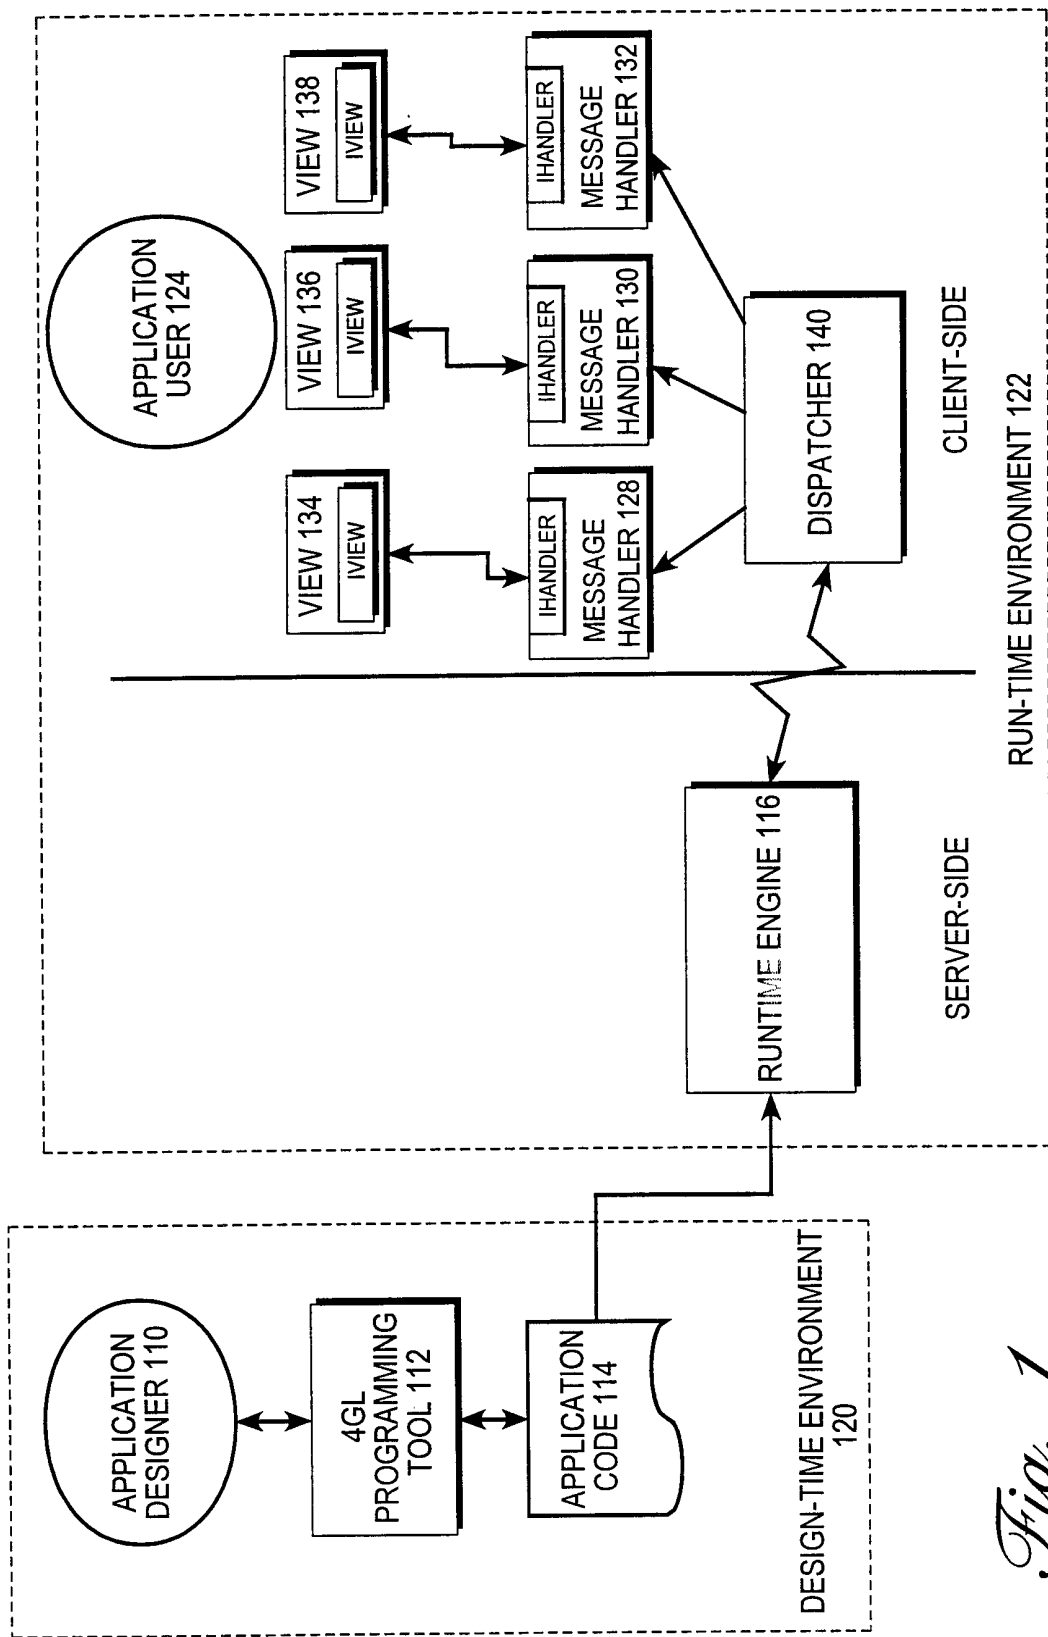 APPLICATION
DESIGNER 110
4GL
PROGRAMMING
TOOL 112
APPLICATION
CODE 114
DESIGN-TIME ENVIRONMENT
120
APPLICATION
USER 124
VIEW 134
IVIEW
VIEW 136
IVIEW
VIEW 138
IVIEW
IHANDLER
MESSAGE
HANDLER 128
IHANDLER
MESSAGE
HANDLER 130
IHANDLER
MESSAGE
HANDLER 132
RUNTIME ENGINE 116
DISPATCHER 140
SERVER-SIDE
CLIENT-SIDE
RUN-TIME ENVIRONMENT 122
Fig. 1